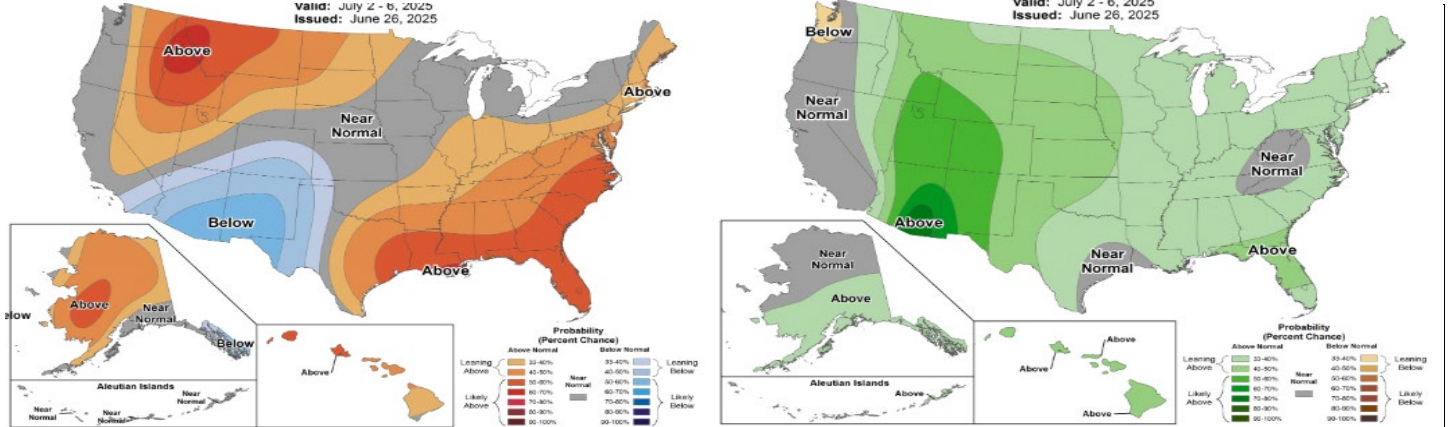 Valid: July 2 - 6, 2025
Issued: June 26, 2025
Above
Near
Normal
Above
Below
Above
Above
Near
Normal
Below
elow
Above
Aleutian Islands
Near
Normal
Near
Normal
Near
Normal
Probability
(Percent Chance)
Above Normal
Below Normal
Leaning
Above
33-40%
40-50%
50-60%
60-70%
70-80%
80-90%
90-100%
Likely
Above
Near
Normal
33-40%
40-50%
50-60%
60-70%
70-80%
80-90%
90-100%
Leaning
Below
Likely
Below
Valid: July 2 - 6, 2025
Issued: June 26, 2025
Below
Near
Normal
Near
Normal
Above
Near
Normal
Above
Near
Normal
Above
Above
Above
Aleutian Islands
Above
Probability
(Percent Chance)
Above Normal
Below Normal
Leaning
Above
33-40%
40-50%
50-60%
60-70%
70-80%
80-90%
90-100%
Likely
Above
Near
Normal
33-40%
40-50%
50-60%
60-70%
70-80%
80-90%
90-100%
Leaning
Below
Likely
Below